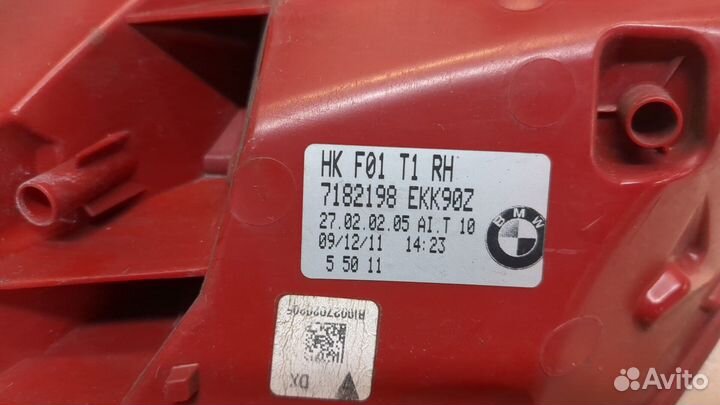 HK F01 T1 RH
7182198 EKK90Z
27.02.02.05 AI.T 10
09/12/11 14:23
5 50 11
BMW
DX
Avito